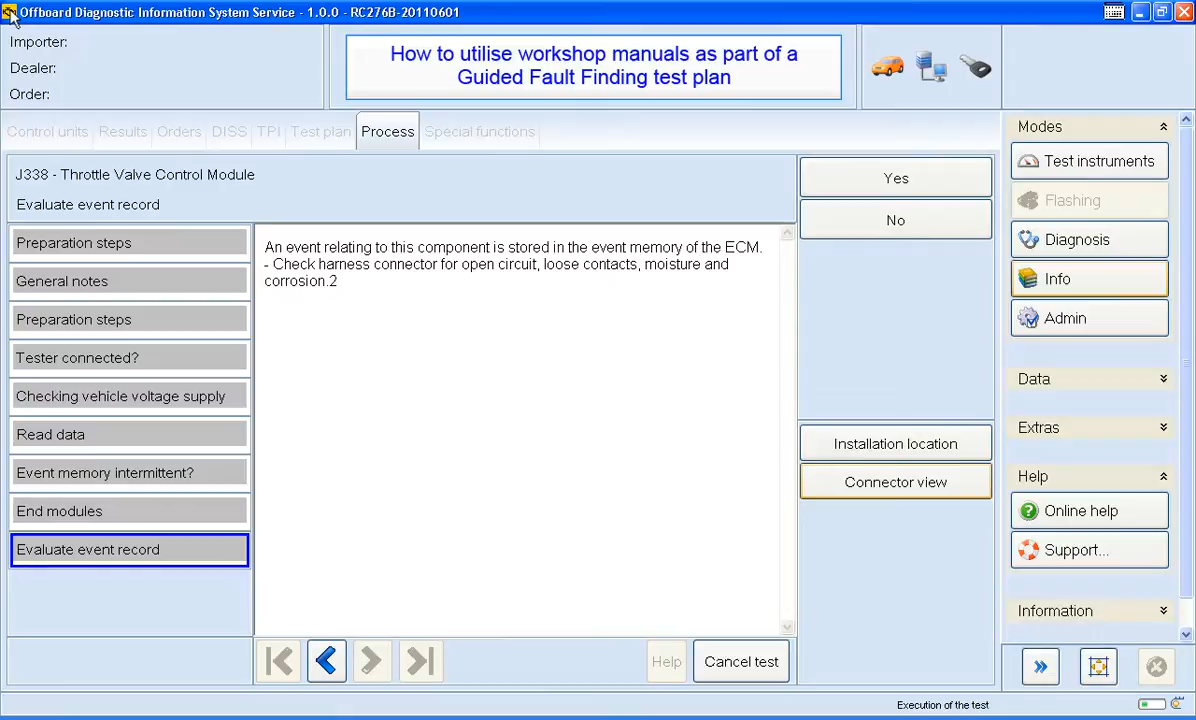 Offboard Diagnostic Information System Service - 1.0.0 - RC276B-20110601
Importer:
Dealer:
Order:
How to utilise workshop manuals as part of a
Guided Fault Finding test plan
Control units
Results
Orders
DISS
TPI
Test plan
Process
Special functions
J338 - Throttle Valve Control Module
Evaluate event record
Preparation steps
General notes
Preparation steps
Tester connected?
Checking vehicle voltage supply
Read data
Event memory intermittent?
End modules
Evaluate event record
An event relating to this component is stored in the event memory of the ECM.
- Check harness connector for open circuit, loose contacts, moisture and
corrosion.2
Yes
No
Installation location
Connector view
Help
Cancel test
Modes
Test instruments
Flashing
Diagnosis
Info
Admin
Data
Extras
Help
Online help
Support...
Information
Execution of the test